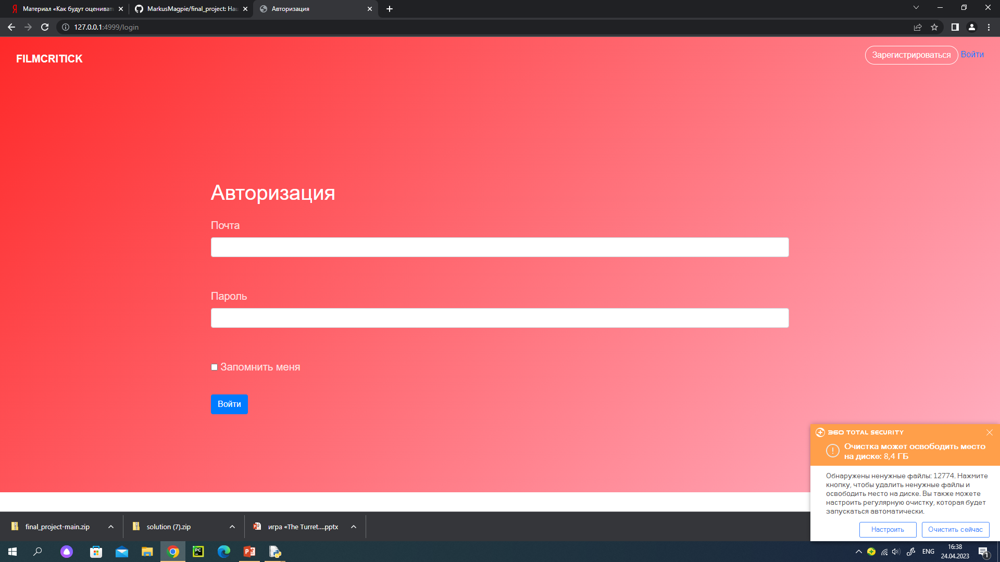 Материал «Как будут оценивать
MarkusMagpie/final_project: Наш
Авторизация
127.0.0.1:4999/login
FILMCRITICK
Зарегистрироваться Войти
Авторизация
Почта
Пароль
Запомнить меня
Войти
360 TOTAL SECURITY
Очистка может освободить место
на диске: 8,4 ГБ
Обнаружены ненужные файлы: 12774. Нажмите
кнопку, чтобы удалить ненужные файлы и
освободить место на диске. Вы также можете
настроить регулярную очистку, которая будет
запускаться автоматически.
Настроить Очистить сейчас
final_project-main.zip
solution (7).zip
игра «The Turret....pptx
ENG
16:38
24.04.2023
1